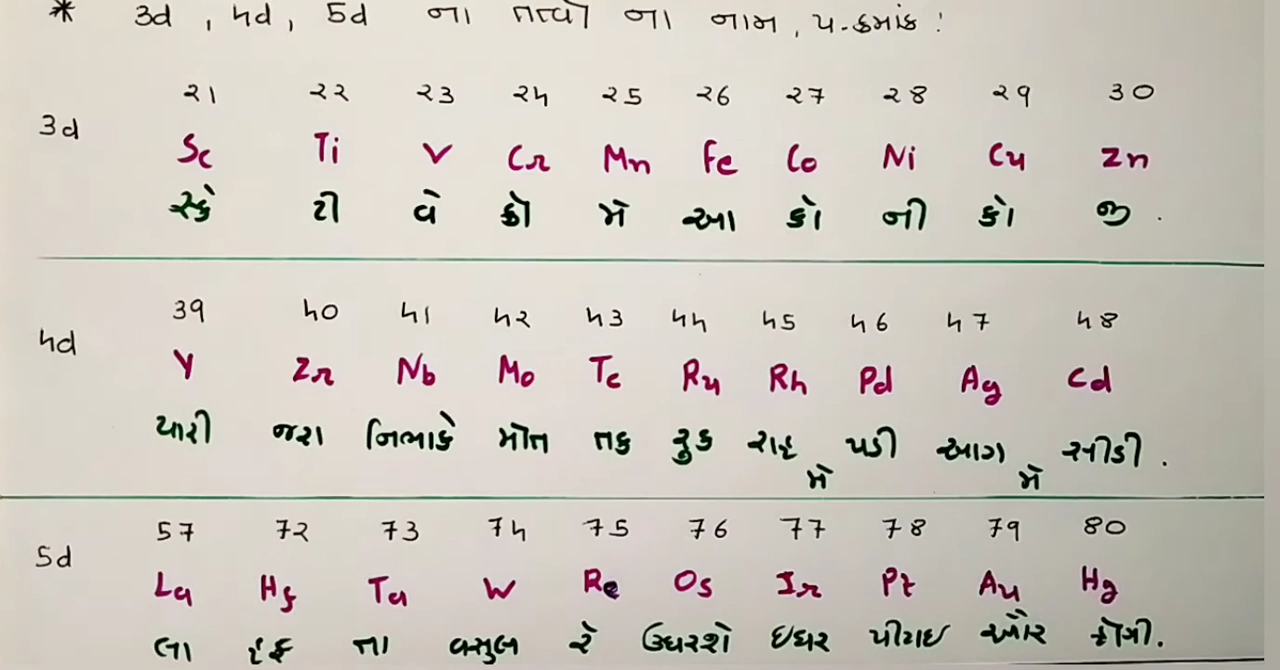 * 3d, 4d, 5d ના તત્વો ના નામ, પ.ક્રમાંક :
21 22 23 24 25 26 27 28 29 30
3d
Sc Ti V Cr Mn Fe Co Ni Cu Zn
સ્કે ટી વે ક્રો મે આ કો ની કો જી .
39 40 41 42 43 44 45 46 47 48
4d
Y Zr Nb Mo Tc Ru Rh Pd Ag Cd
યારી જરા નિભાકે મોત તક રુક રાહ મે પડી આગ મે સીડી .
57 72 73 74 75 76 77 78 79 80
5d
La Hf Ta W Re Os Ir Pt Au Hg
લા હફ તા વસુલ રે ઉધરશે ઇધર પીટાઇ ઔર હોગી.